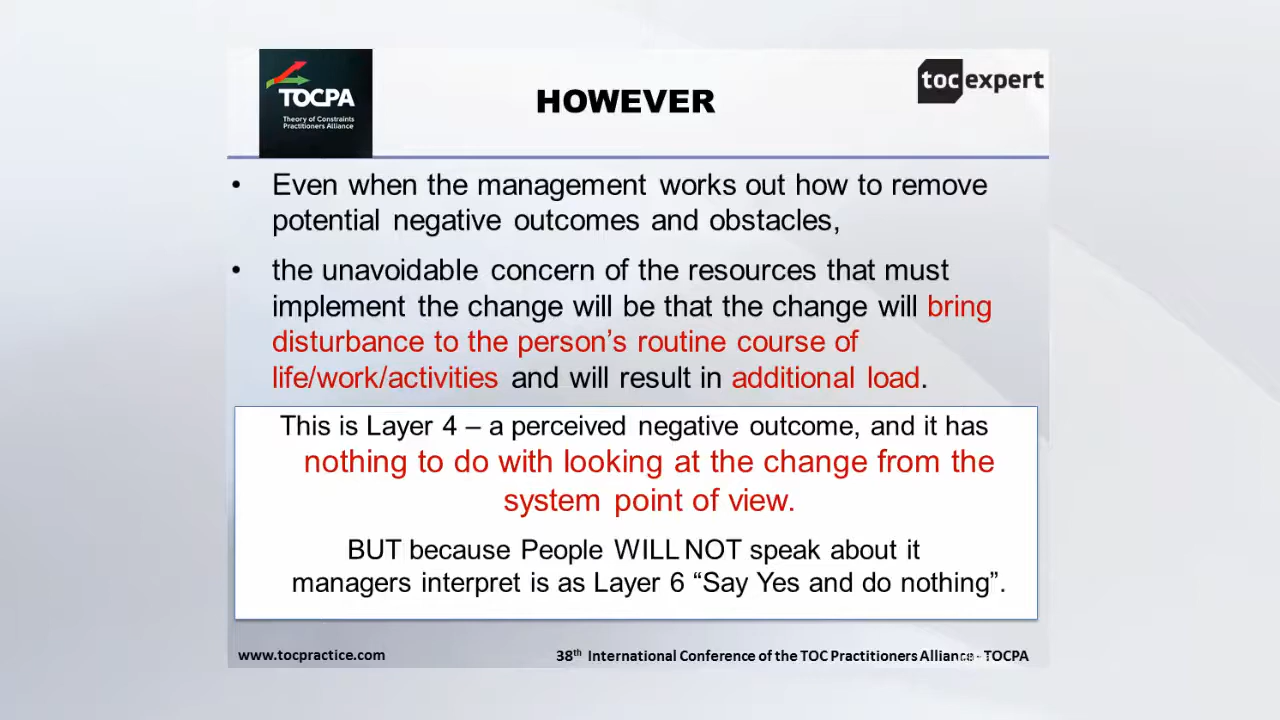 TOCPA
Theory of Constraints
Practitioners Alliance
HOWEVER
tocexpert
• Even when the management works out how to remove
potential negative outcomes and obstacles,
• the unavoidable concern of the resources that must
implement the change will be that the change will bring
disturbance to the person’s routine course of
life/work/activities and will result in additional load.
This is Layer 4 – a perceived negative outcome, and it has
nothing to do with looking at the change from the
system point of view.
BUT because People WILL NOT speak about it
managers interpret is as Layer 6 “Say Yes and do nothing”.
www.tocpractice.com
38th International Conference of the TOC Practitioners Alliance - TOCPA